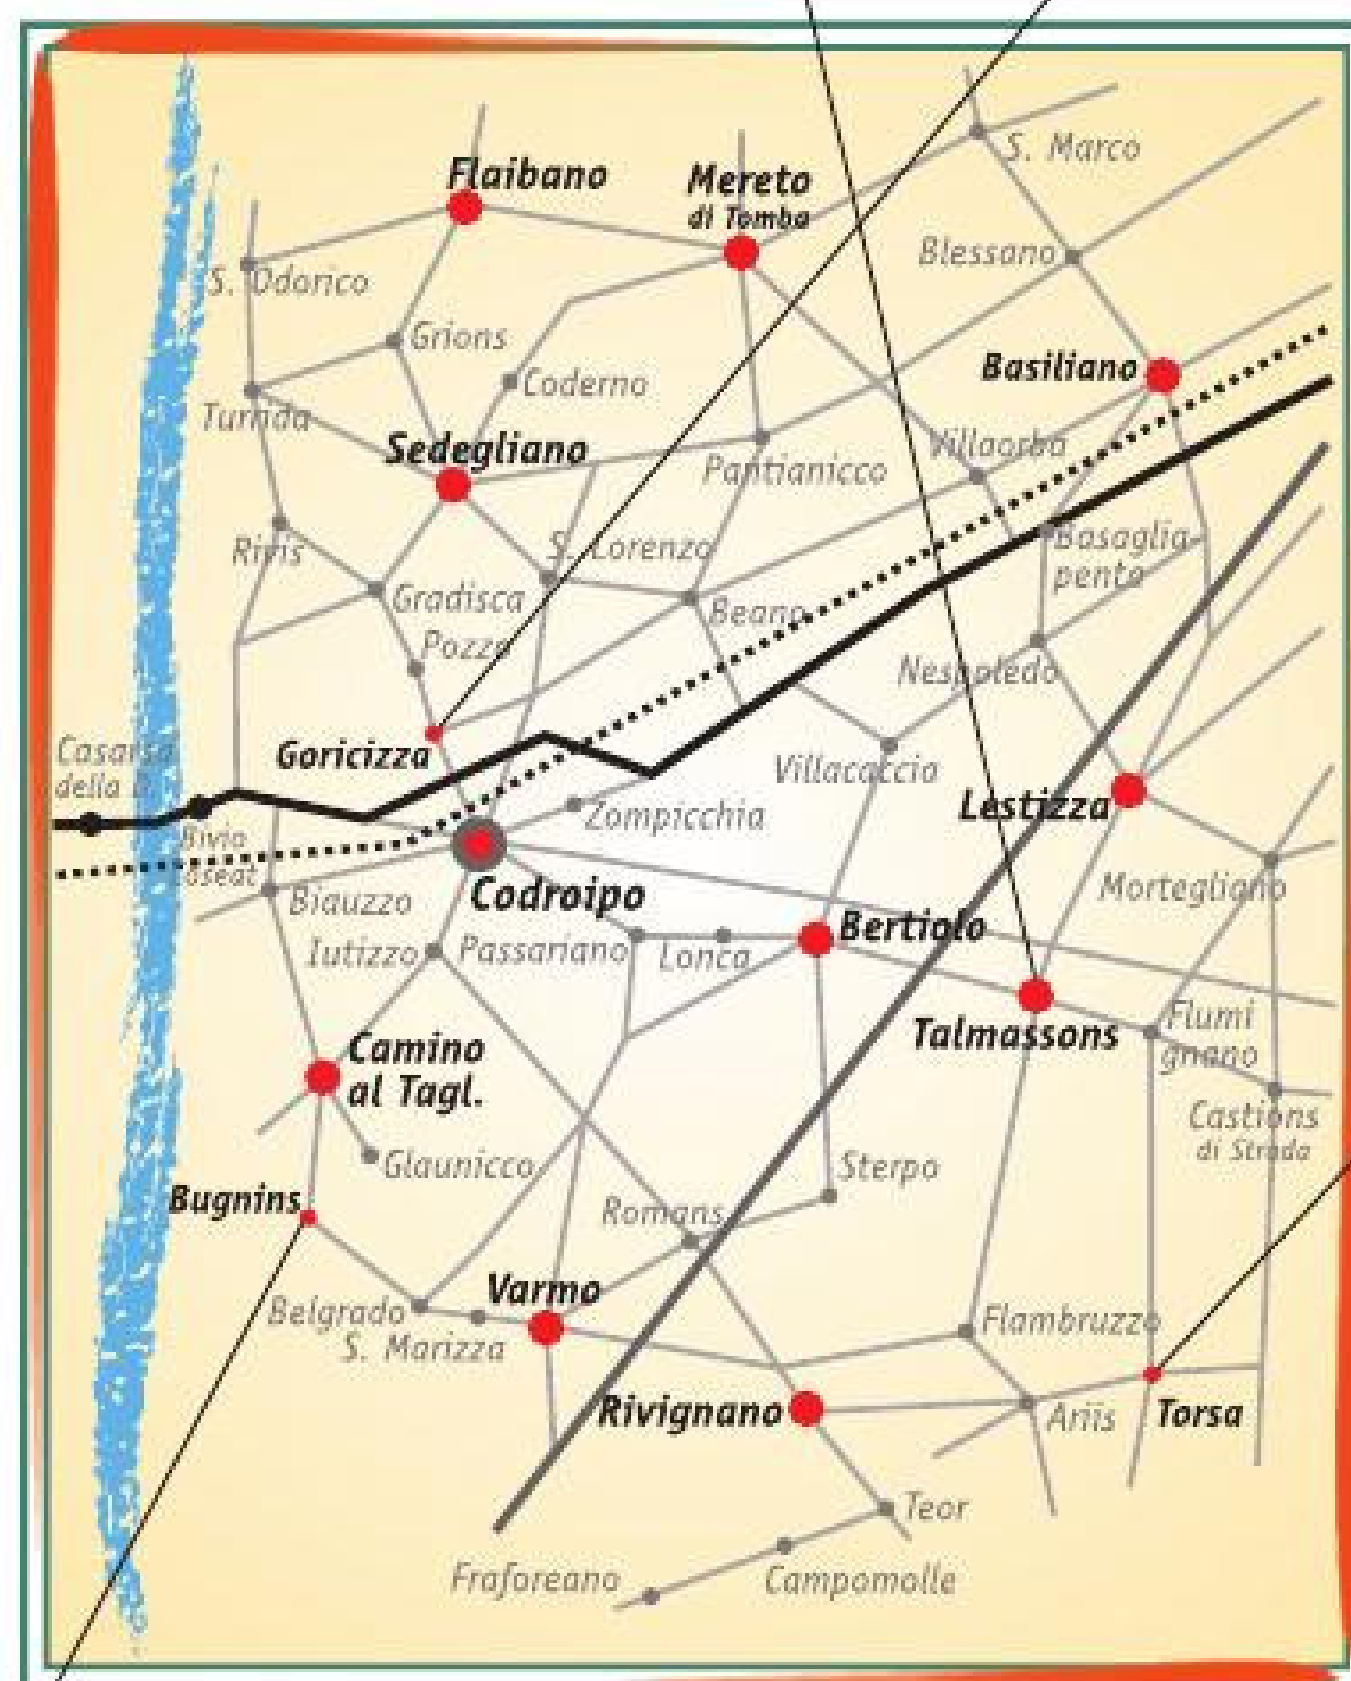 S. Marco
Flaibano
Mereto
di Tomba
Blessano
S. Odorico
Grions
Basiliano
Coderno
Turrida
Sedegliano
Villaorba
Pantianicco
Rivis
S. Lorenzo
Basaglia-
penta
Gradisca
Beano
Pozzo
Nespoledo
Goricizza
Casarsa
della D.
Villacaccia
Lestizza
Zompicchia
Bivio
Coseat
Biauzzo
Codroipo
Mortegliano
Bertiolo
Iutizzo
Passariano
Lonca
Talmassons
Flumi
gnano
Camino
al Tagl.
Castions
di Strada
Glaunicco
Sterpo
Bugnins
Romans
Varmo
Belgrado
S. Marizza
Flambruzzo
Rivignano
Ariis
Torsa
Teor
Fraforeano
Campomolle